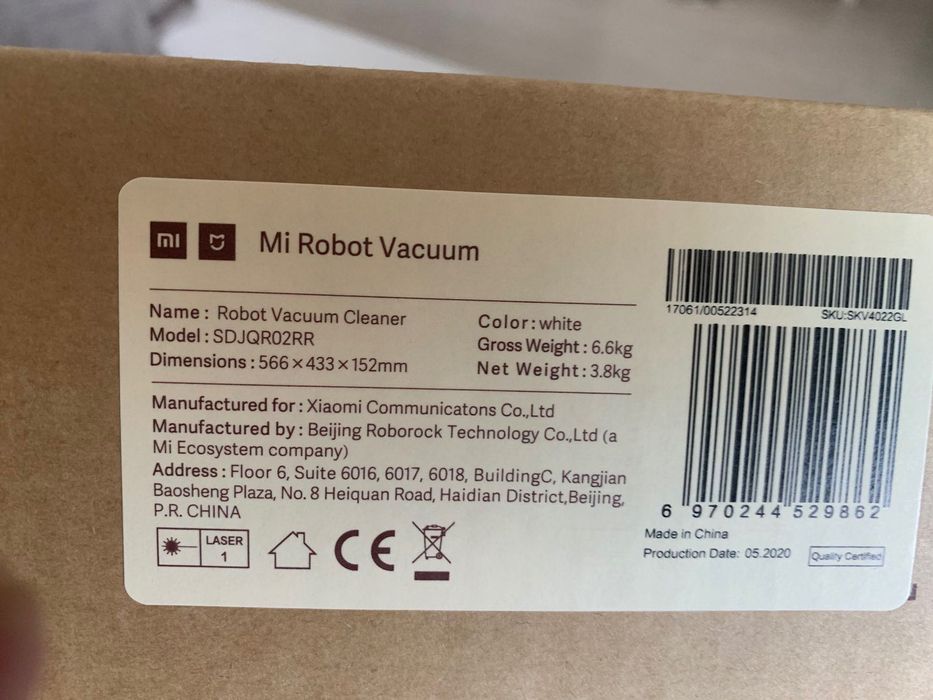 mi
Mi Robot Vacuum
Name : Robot Vacuum Cleaner
Model : SDJQR02RR
Dimensions : 566×433×152mm
Color : white
Gross Weight : 6.6kg
Net Weight : 3.8kg
Manufactured for : Xiaomi Communicatons Co.,Ltd
Manufactured by : Beijing Roborock Technology Co.,Ltd (a
Mi Ecosystem company)
Address : Floor 6, Suite 6016, 6017, 6018, BuildingC, Kangjian
Baosheng Plaza, No. 8 Heiquan Road, Haidian District,Beijing,
P.R. CHINA
LASER
1
CE
17061/00522314
SKU:SKV4022GL
6 970244 529862
Made in China
Production Date: 05.2020
Quality Certified